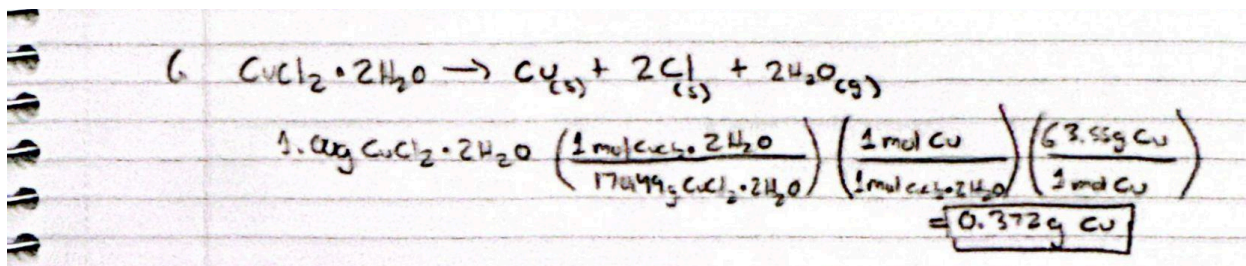 6 CuCl₂ • 2H₂O → Cu(s) + 2Cl(s) + 2H₂O(g)
1.00g CuCl₂ • 2H₂O (1 mol CuCl₂ • 2H₂O / 170.499g CuCl₂ • 2H₂O) (1 mol Cu / 1 mol CuCl₂ • 2H₂O) (63.55g Cu / 1 mol Cu)
= 0.372g Cu